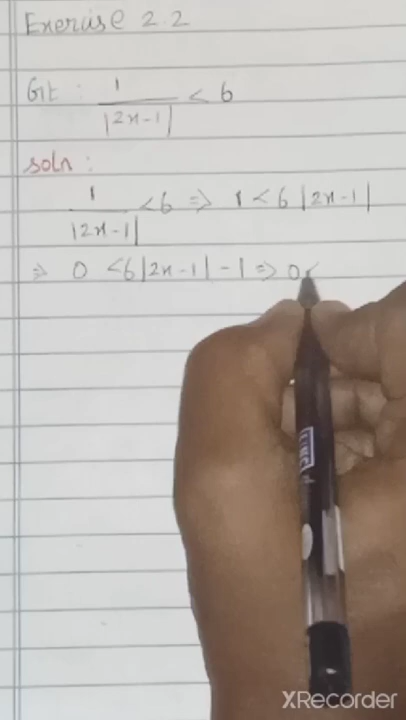 Exercise 2.2
Git : 1/|2x-1| < 6
soln :
1/|2x-1| < 6 ⇒ 1 < 6 |2x-1|
⇒ 0 < 6|2x-1| - 1 ⇒ 0<
XRecorder